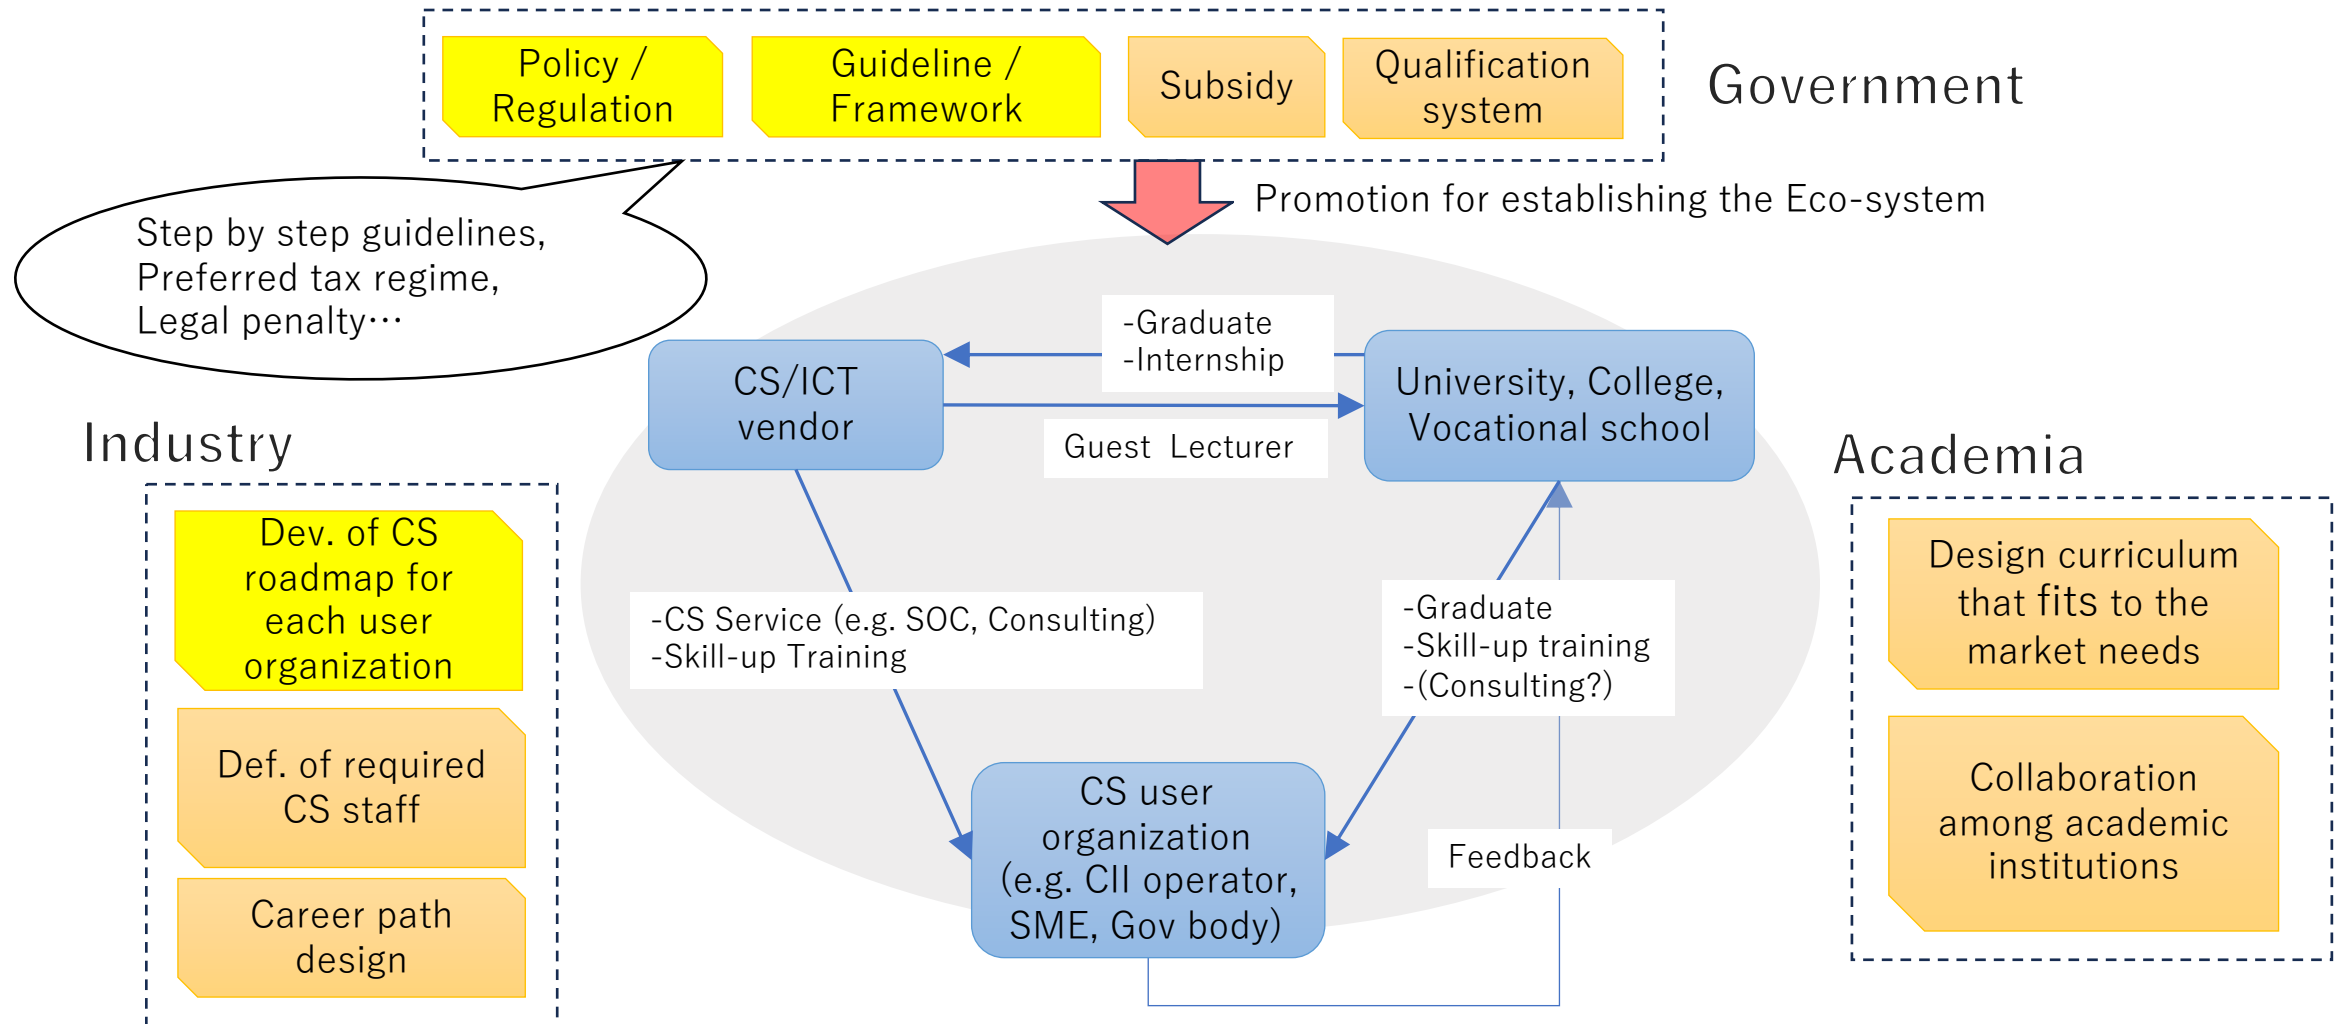 Policy /
Regulation
Guideline /
Framework
Subsidy
Qualification
system
Government
Promotion for establishing the Eco-system
Step by step guidelines,
Preferred tax regime,
Legal penalty…
-Graduate
-Internship
CS/ICT
vendor
University, College,
Vocational school
Guest Lecturer
Industry
Academia
Dev. of CS
roadmap for
each user
organization
Def. of required
CS staff
Career path
design
-CS Service (e.g. SOC, Consulting)
-Skill-up Training
-Graduate
-Skill-up training
-(Consulting?)
CS user
organization
(e.g. CII operator,
SME, Gov body)
Feedback
Design curriculum
that fits to the
market needs
Collaboration
among academic
institutions